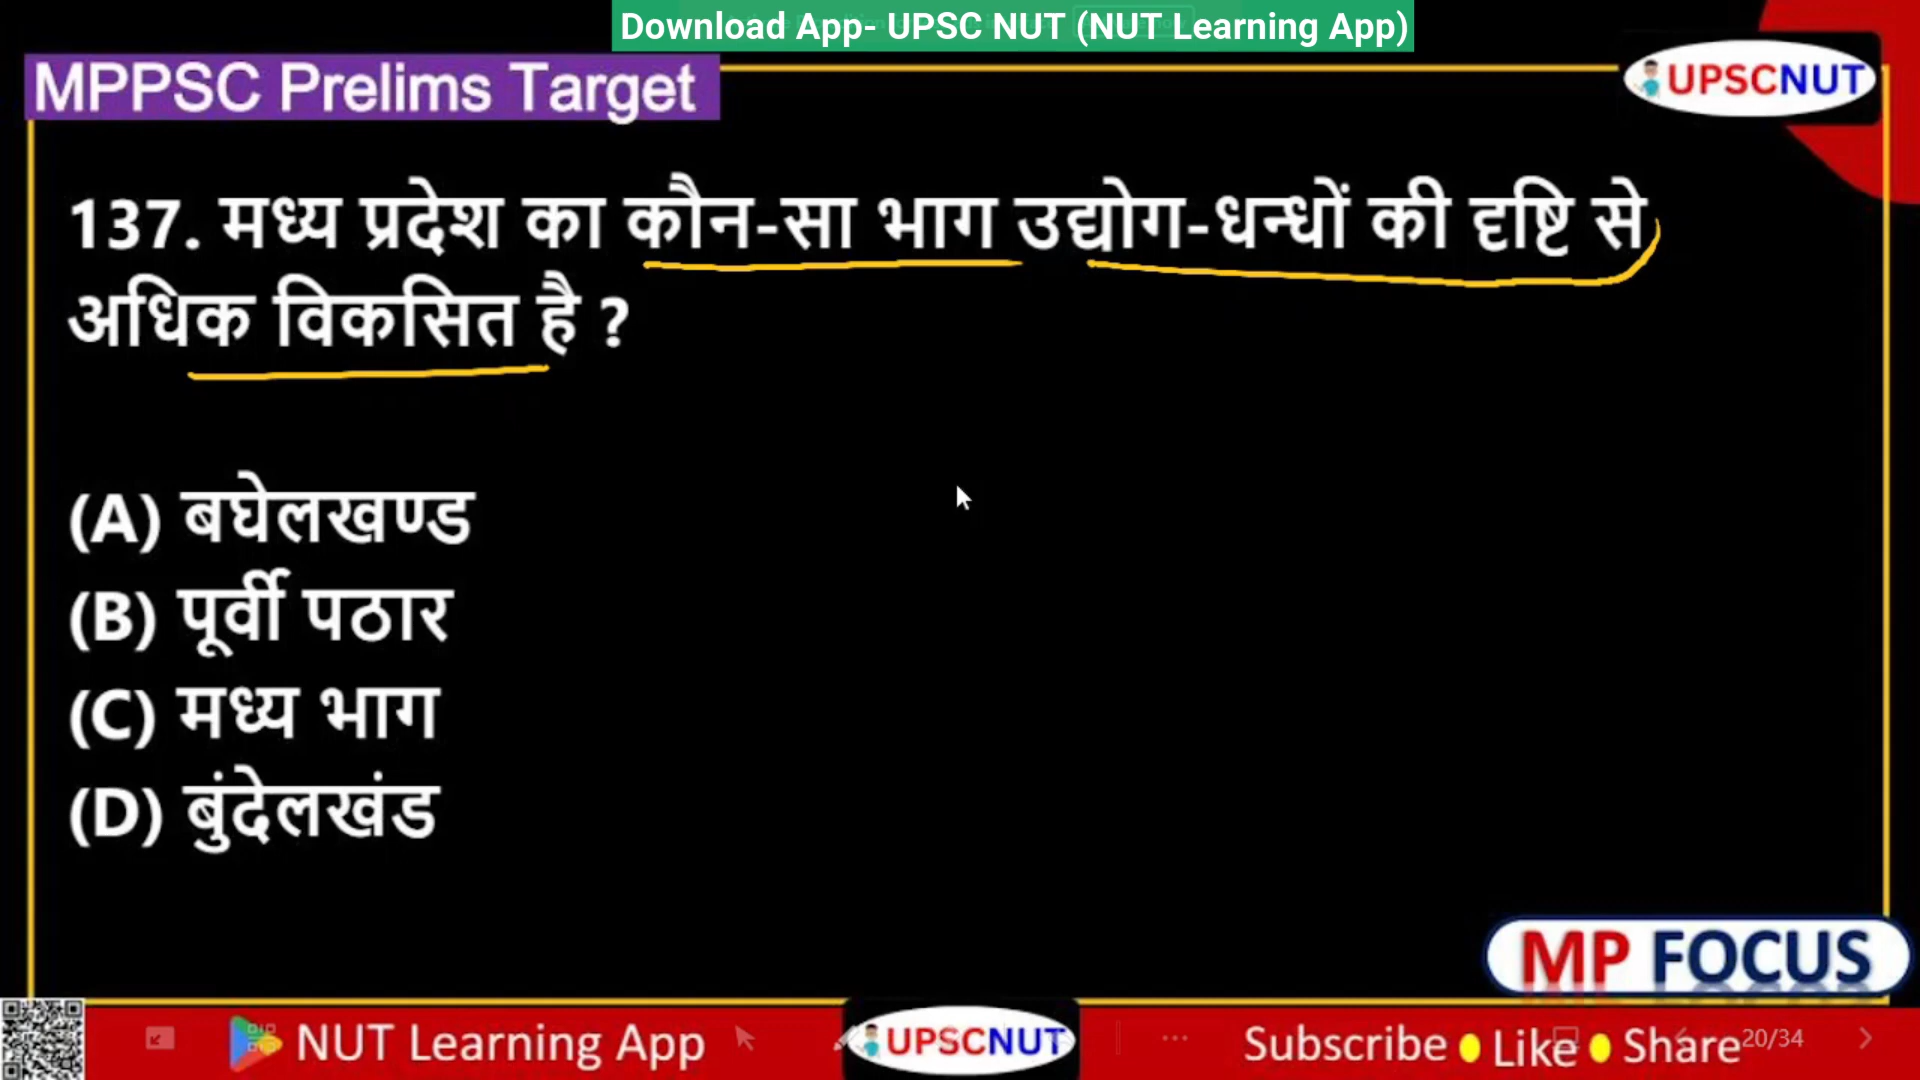 Download App- UPSC NUT (NUT Learning App)
MPPSC Prelims Target
UPSCNUT
137. मध्य प्रदेश का कौन-सा भाग उद्योग-धन्धों की दृष्टि से
अधिक विकसित है ?
(A) बघेलखण्ड
(B) पूर्वी पठार
(C) मध्य भाग
(D) बुंदेलखंड
MP FOCUS
NUT Learning App
UPSCNUT
Subscribe Like Share
20/34